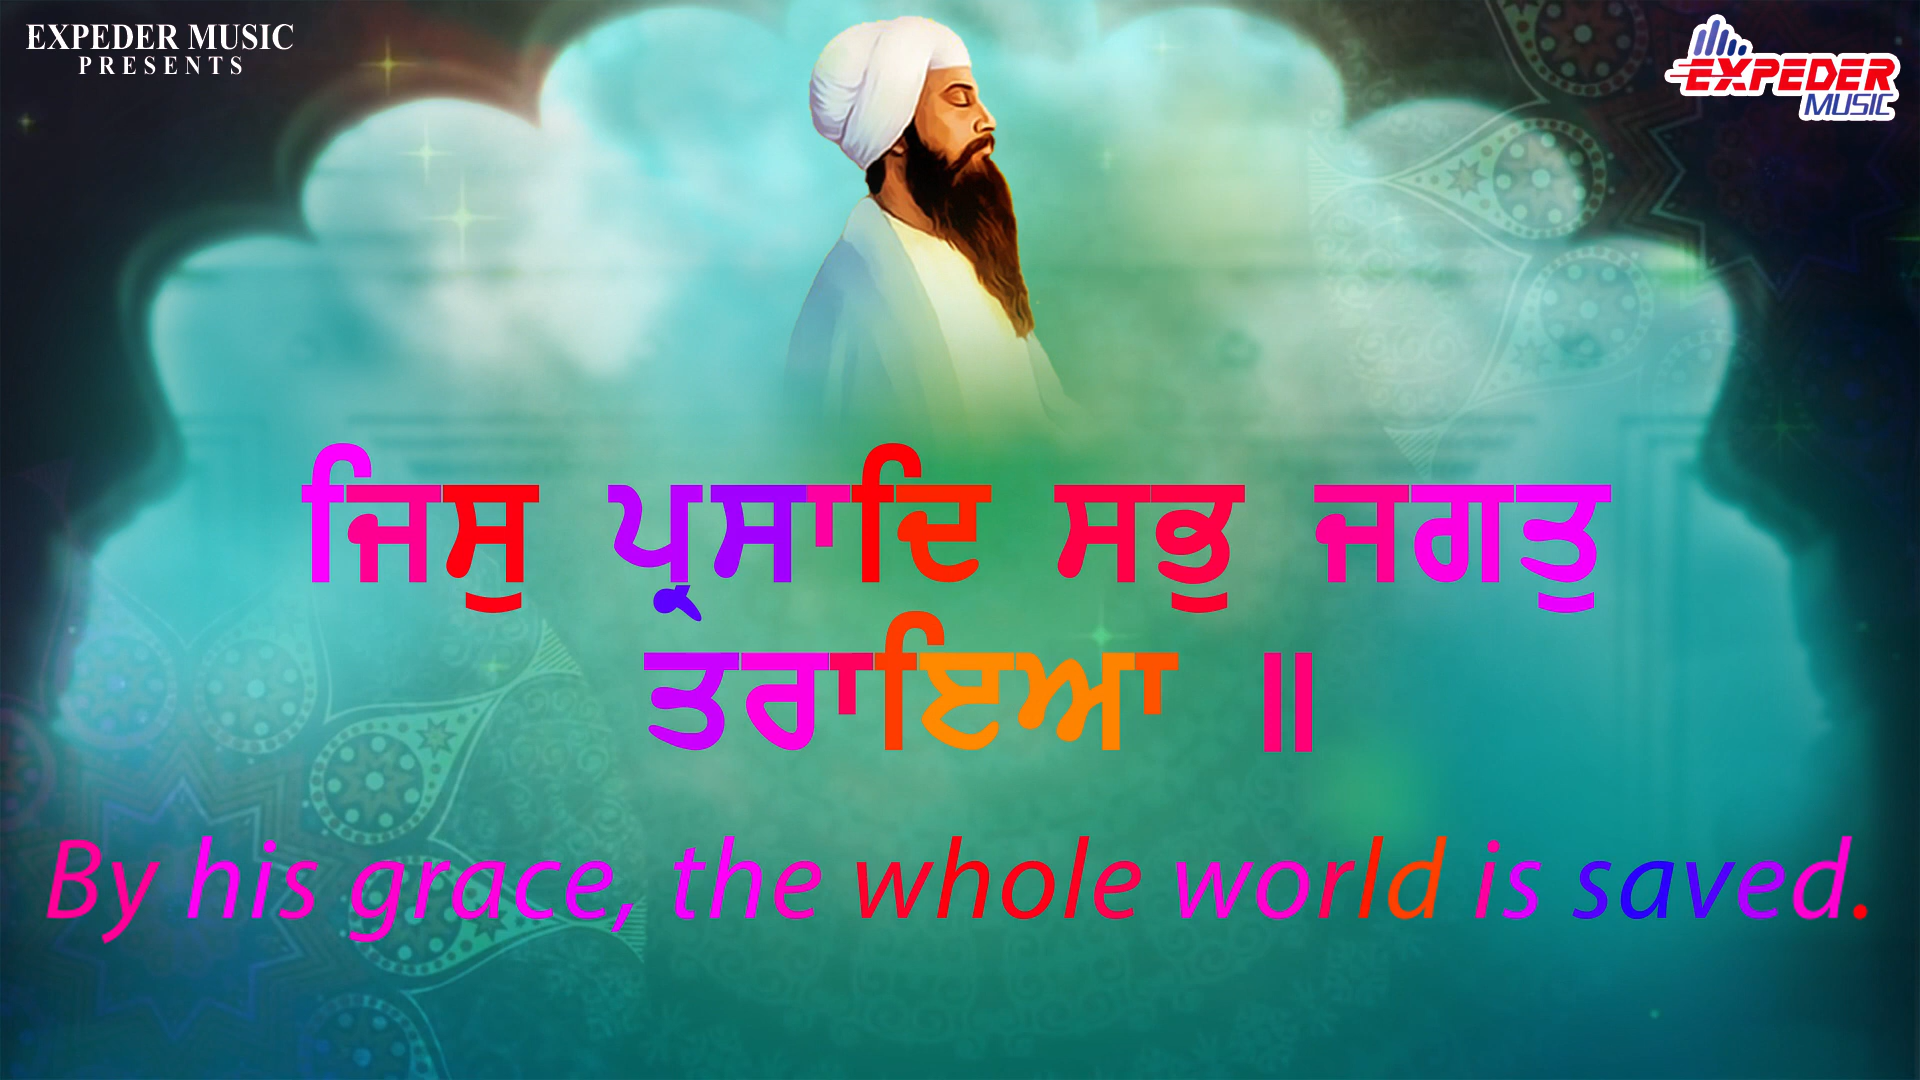 EXPEDER MUSIC
PRESENTS
EXPEDER
MUSIC
ਜਿਸੁ ਪ੍ਰਸਾਦਿ ਸਭੁ ਜਗਤੁ
ਤਰਾਇਆ ॥
By his grace, the whole world is saved.